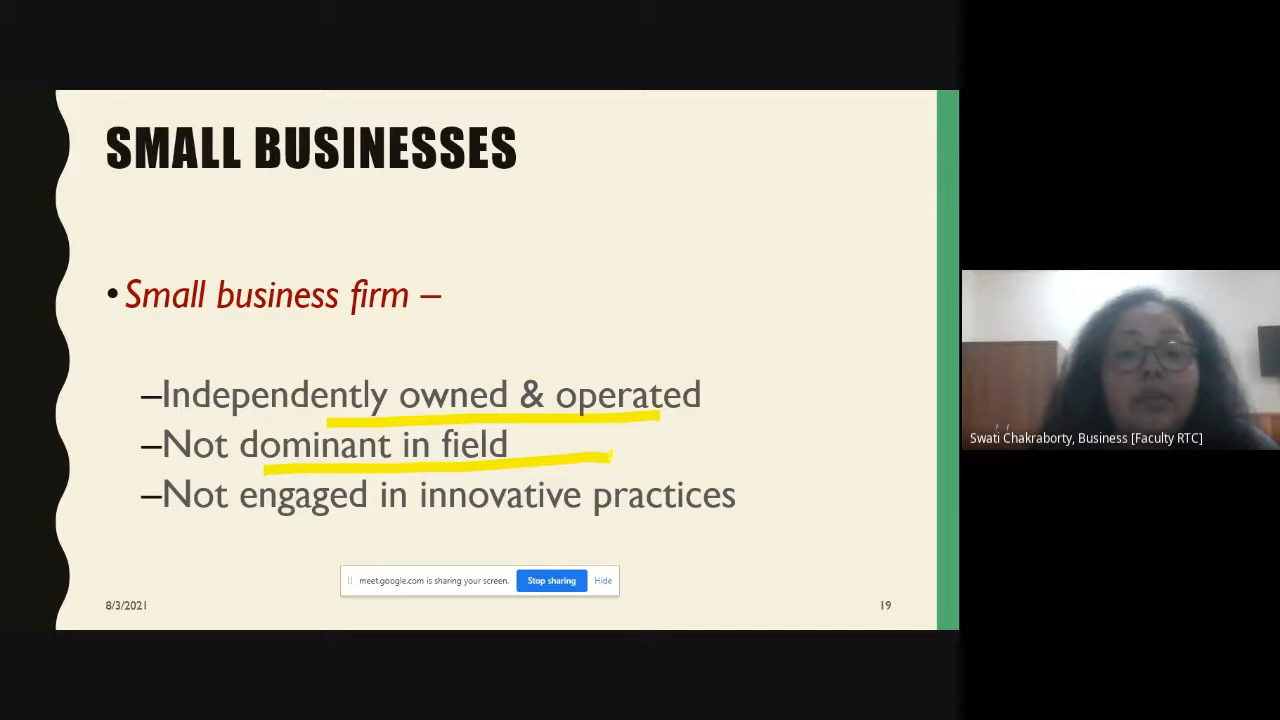 SMALL BUSINESSES
• Small business firm –
–Independently owned & operated
–Not dominant in field
–Not engaged in innovative practices
meet.google.com is sharing your screen. Stop sharing Hide
8/3/2021 19
Swati Chakraborty, Business [Faculty RTC]